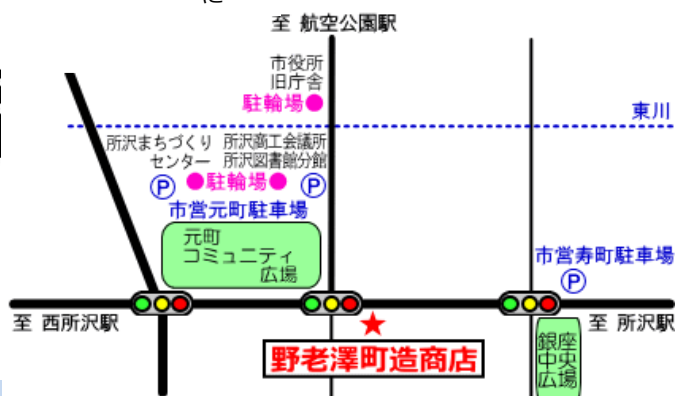 に
至 航空公園駅
市役所
旧庁舎
駐輪場
東川
所沢まちづくり
センター
所沢商工会議所
所沢図書館分館
P
駐輪場
P
市営元町駐車場
元町
コミュニティ
広場
市営寿町駐車場
P
至 西所沢駅
至 所沢駅
野老澤町造商店
銀座
中央
広場